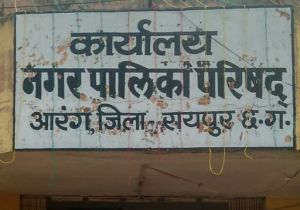 कार्यालय
नगर पालिका परिषद्
आरंग, जिला - रायपुर छ.ग.